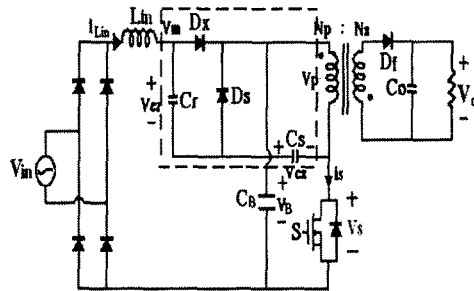 iLin Lin Vm Dx Np : Ns
Df
Vp
Co
Vo
+ Vcr - Cr Ds
+ Cs -
Vcs
is
Vin
CB + VB -
S + Vs -